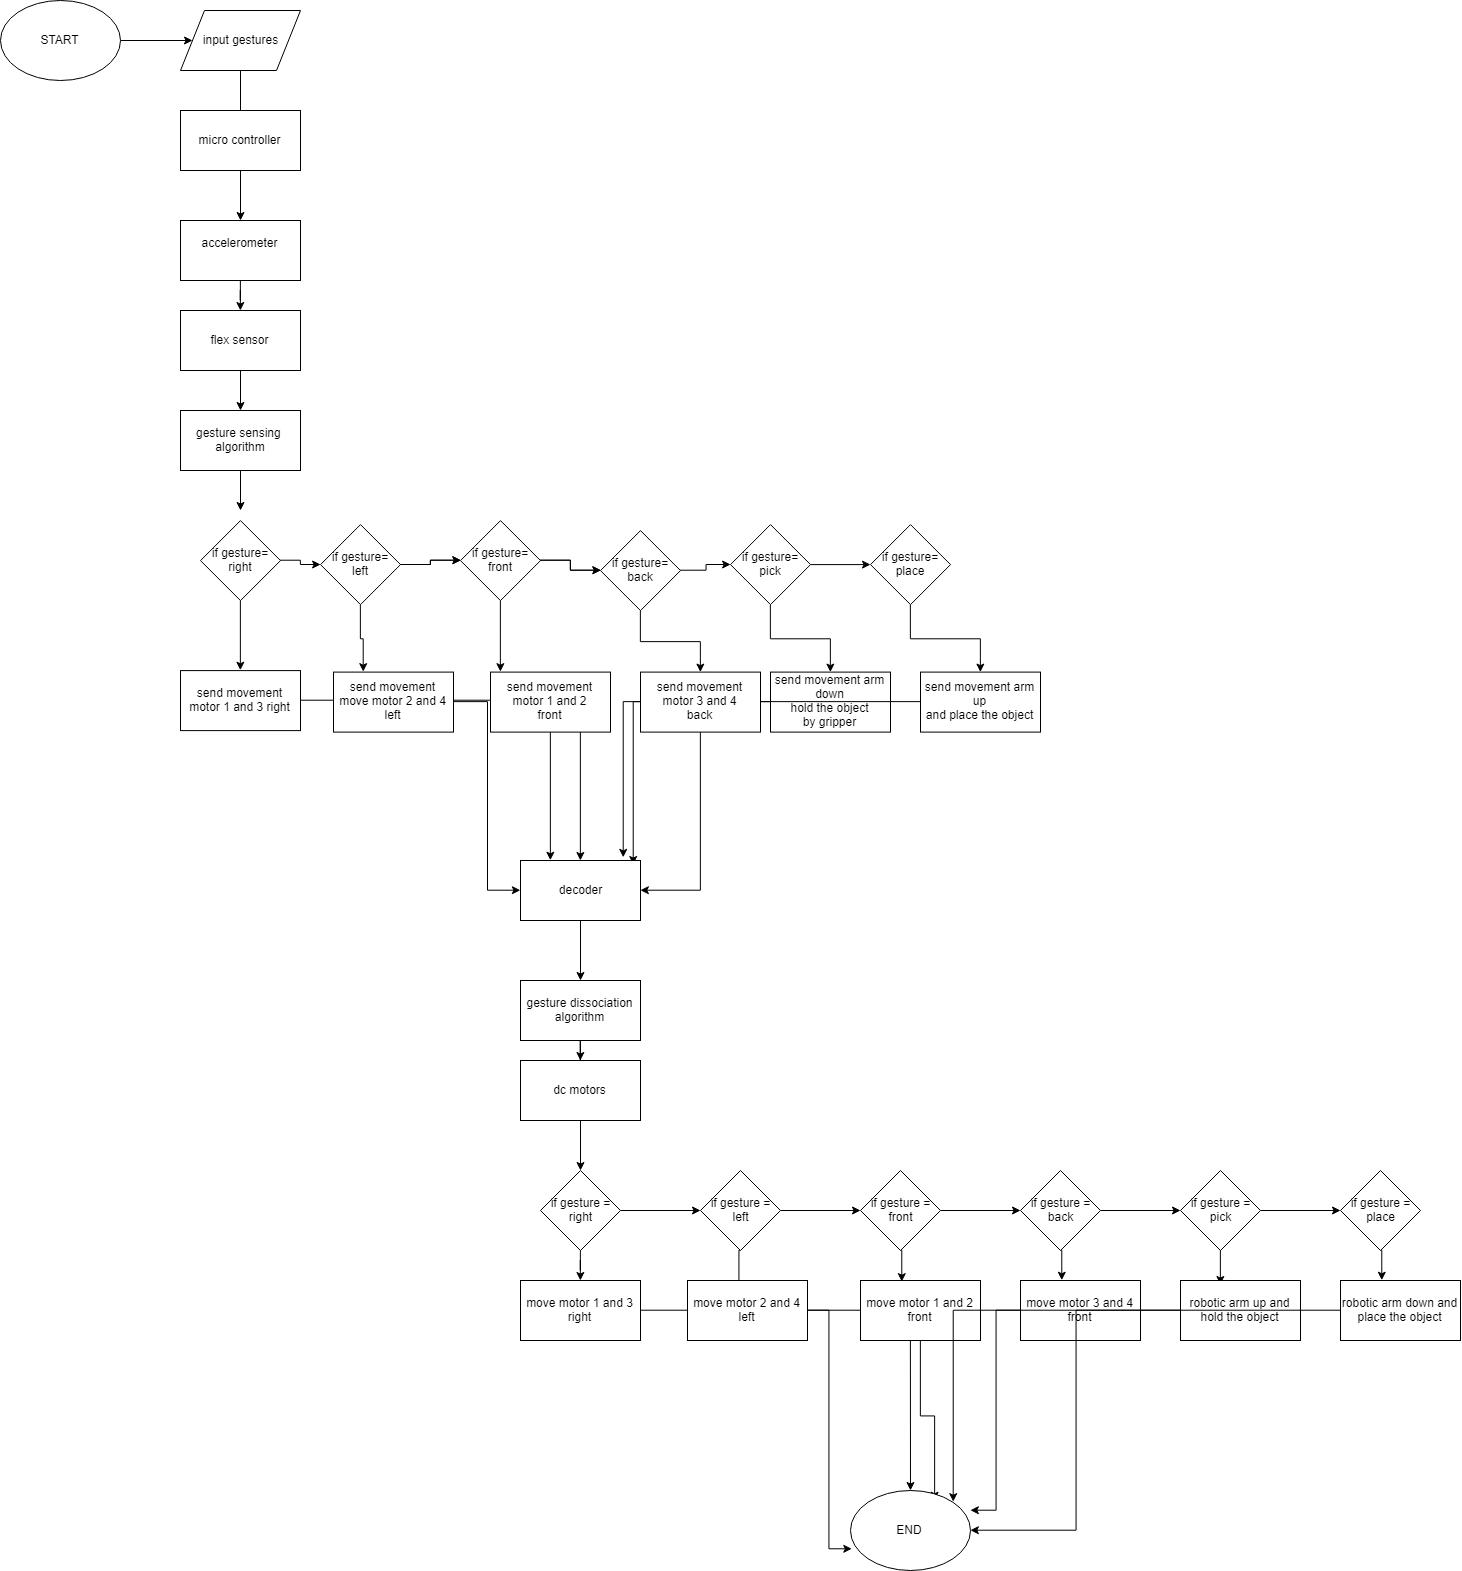 START
input gestures
micro controller
accelerometer
flex sensor
gesture sensing
algorithm
if gesture=
right
if gesture=
left
if gesture=
front
if gesture=
back
if gesture=
pick
if gesture=
place
send movement
motor 1 and 3 right
send movement
move motor 2 and 4
left
send movement
motor 1 and 2
front
send movement
motor 3 and 4
back
send movement arm
down
hold the object
by gripper
send movement arm
up
and place the object
decoder
gesture dissociation
algorithm
dc motors
if gesture =
right
if gesture =
left
if gesture =
front
if gesture =
back
if gesture =
pick
if gesture =
place
move motor 1 and 3
right
move motor 2 and 4
left
move motor 1 and 2
front
move motor 3 and 4
front
robotic arm up and
hold the object
robotic arm down and
place the object
END